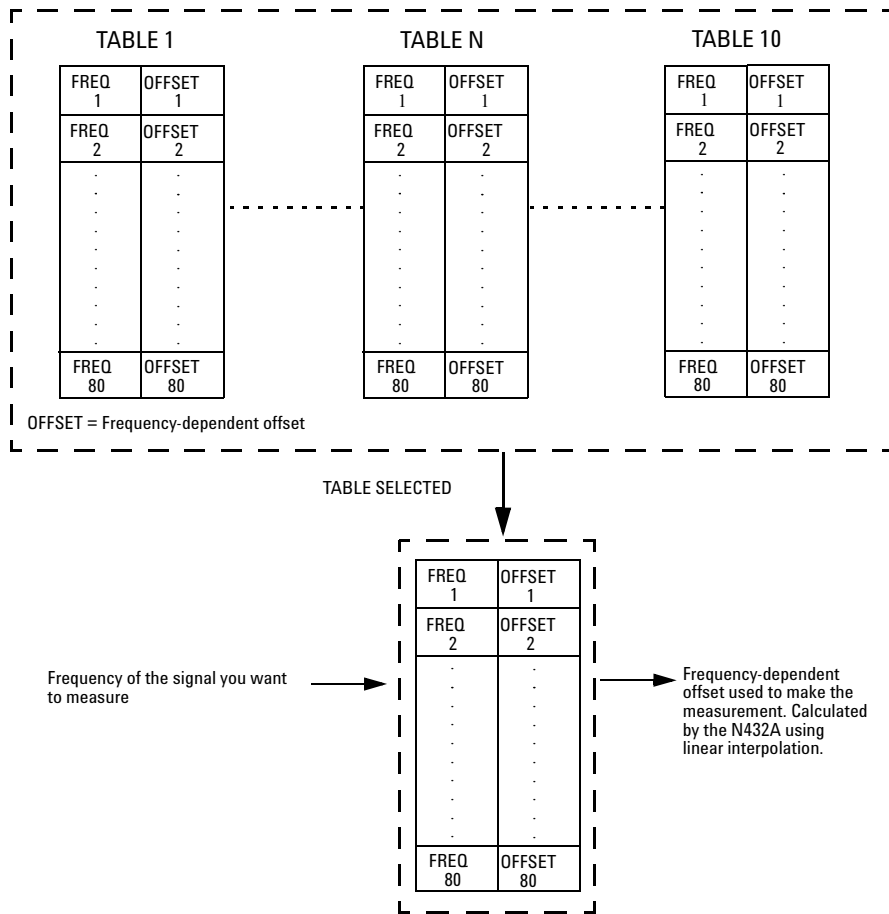 TABLE 1 TABLE N TABLE 10
FREQ 1 OFFSET 1 FREQ 1 OFFSET 1 FREQ 1 OFFSET 1
FREQ 2 OFFSET 2 FREQ 2 OFFSET 2 FREQ 2 OFFSET 2
FREQ 80 OFFSET 80 FREQ 80 OFFSET 80 FREQ 80 OFFSET 80
OFFSET = Frequency-dependent offset
TABLE SELECTED
FREQ 1 OFFSET 1
FREQ 2 OFFSET 2
Frequency of the signal you want
to measure
Frequency-dependent
offset used to make the
measurement. Calculated
by the N432A using
linear interpolation.
FREQ 80 OFFSET 80